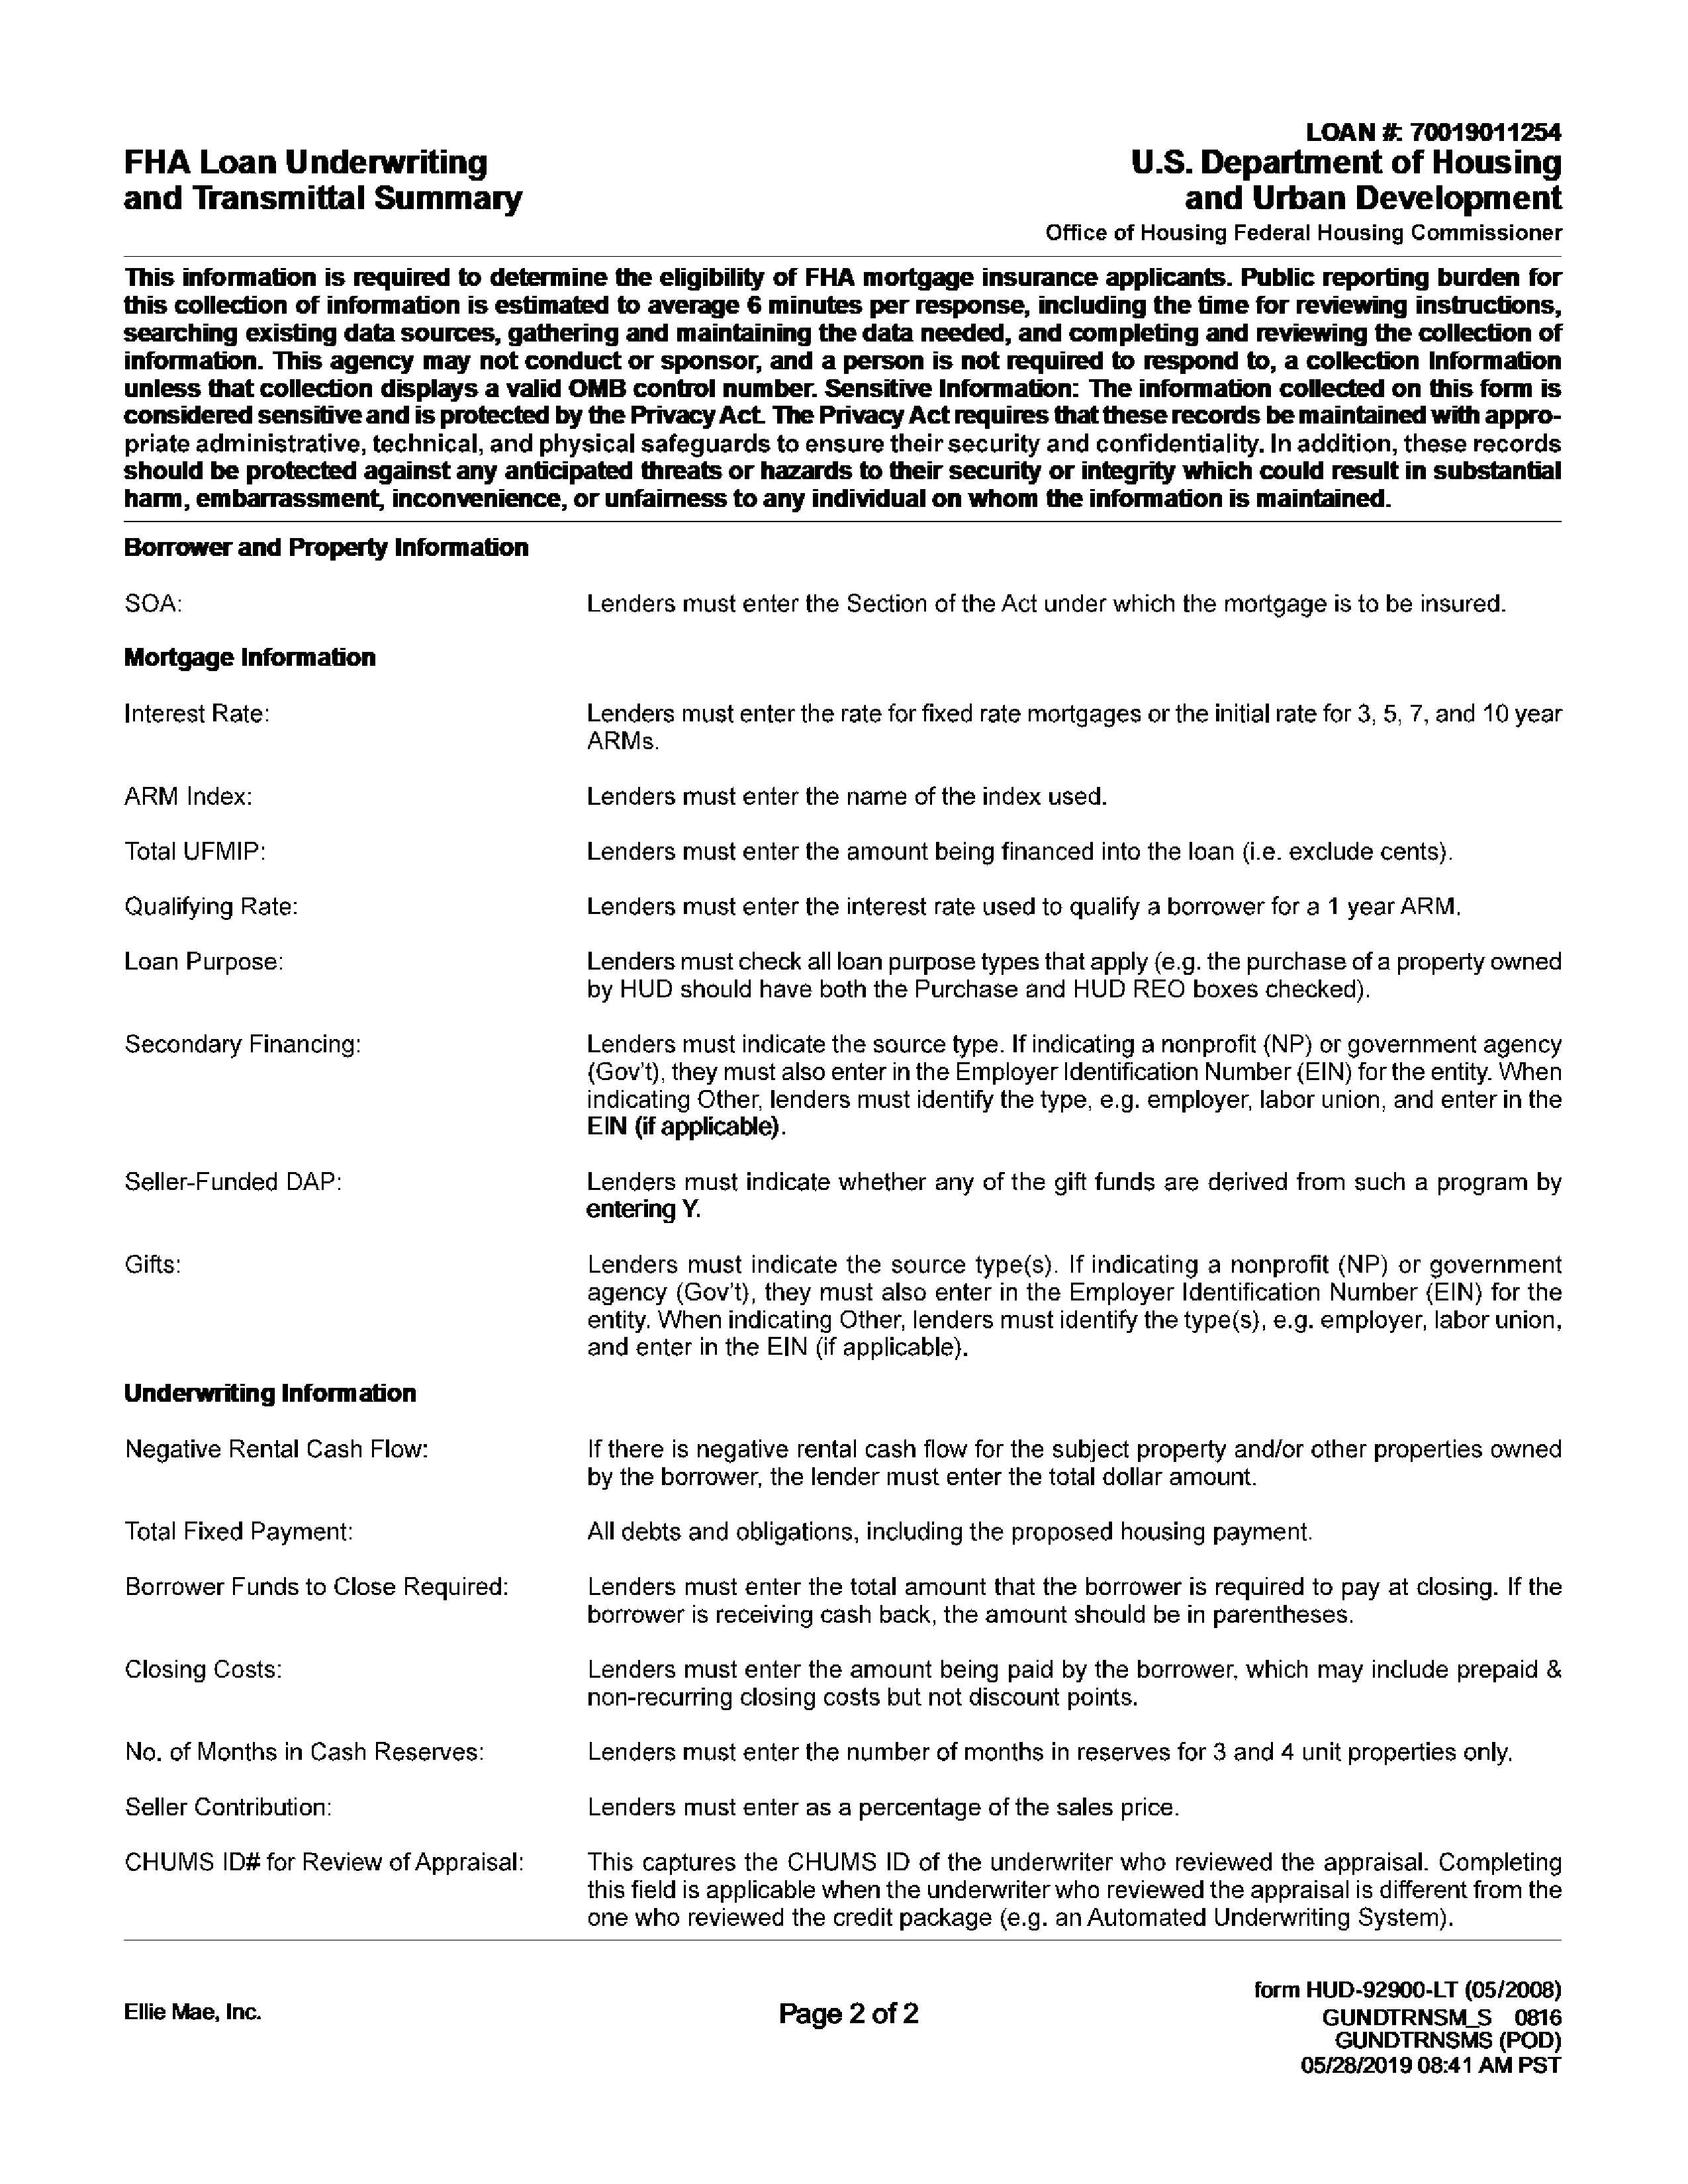 LOAN #: 70019011254
FHA Loan Underwriting
and Transmittal Summary
U.S. Department of Housing
and Urban Development
Office of Housing Federal Housing Commissioner
This information is required to determine the eligibility of FHA mortgage insurance applicants. Public reporting burden for
this collection of information is estimated to average 6 minutes per response, including the time for reviewing instructions,
searching existing data sources, gathering and maintaining the data needed, and completing and reviewing the collection of
information. This agency may not conduct or sponsor, and a person is not required to respond to, a collection Information
unless that collection displays a valid OMB control number. Sensitive Information: The information collected on this form is
considered sensitive and is protected by the Privacy Act. The Privacy Act requires that these records be maintained with appro-
priate administrative, technical, and physical safeguards to ensure their security and confidentiality. In addition, these records
should be protected against any anticipated threats or hazards to their security or integrity which could result in substantial
harm, embarrassment, inconvenience, or unfairness to any individual on whom the information is maintained.
Borrower and Property Information
SOA: Lenders must enter the Section of the Act under which the mortgage is to be insured.
Mortgage Information
Interest Rate: Lenders must enter the rate for fixed rate mortgages or the initial rate for 3, 5, 7, and 10 year
ARMs.
ARM Index: Lenders must enter the name of the index used.
Total UFMIP: Lenders must enter the amount being financed into the loan (i.e. exclude cents).
Qualifying Rate: Lenders must enter the interest rate used to qualify a borrower for a 1 year ARM.
Loan Purpose: Lenders must check all loan purpose types that apply (e.g. the purchase of a property owned
by HUD should have both the Purchase and HUD REO boxes checked).
Secondary Financing: Lenders must indicate the source type. If indicating a nonprofit (NP) or government agency
(Gov't), they must also enter in the Employer Identification Number (EIN) for the entity. When
indicating Other, lenders must identify the type, e.g. employer, labor union, and enter in the
EIN (if applicable).
Seller-Funded DAP: Lenders must indicate whether any of the gift funds are derived from such a program by
entering Y.
Gifts: Lenders must indicate the source type(s). If indicating a nonprofit (NP) or government
agency (Gov't), they must also enter in the Employer Identification Number (EIN) for the
entity. When indicating Other, lenders must identify the type(s), e.g. employer, labor union,
and enter in the EIN (if applicable).
Underwriting Information
Negative Rental Cash Flow: If there is negative rental cash flow for the subject property and/or other properties owned
by the borrower, the lender must enter the total dollar amount.
Total Fixed Payment: All debts and obligations, including the proposed housing payment.
Borrower Funds to Close Required: Lenders must enter the total amount that the borrower is required to pay at closing. If the
borrower is receiving cash back, the amount should be in parentheses.
Closing Costs: Lenders must enter the amount being paid by the borrower, which may include prepaid &
non-recurring closing costs but not discount points.
No. of Months in Cash Reserves: Lenders must enter the number of months in reserves for 3 and 4 unit properties only.
Seller Contribution: Lenders must enter as a percentage of the sales price.
CHUMS ID# for Review of Appraisal: This captures the CHUMS ID of the underwriter who reviewed the appraisal. Completing
this field is applicable when the underwriter who reviewed the appraisal is different from the
one who reviewed the credit package (e.g. an Automated Underwriting System).
form HUD-92900-LT (05/2008)
Ellie Mae, Inc. Page 2 of 2
GUNDTRNSM_S 0816
GUNDTRNSMS (POD)
05/28/2019 08:41 AM PST